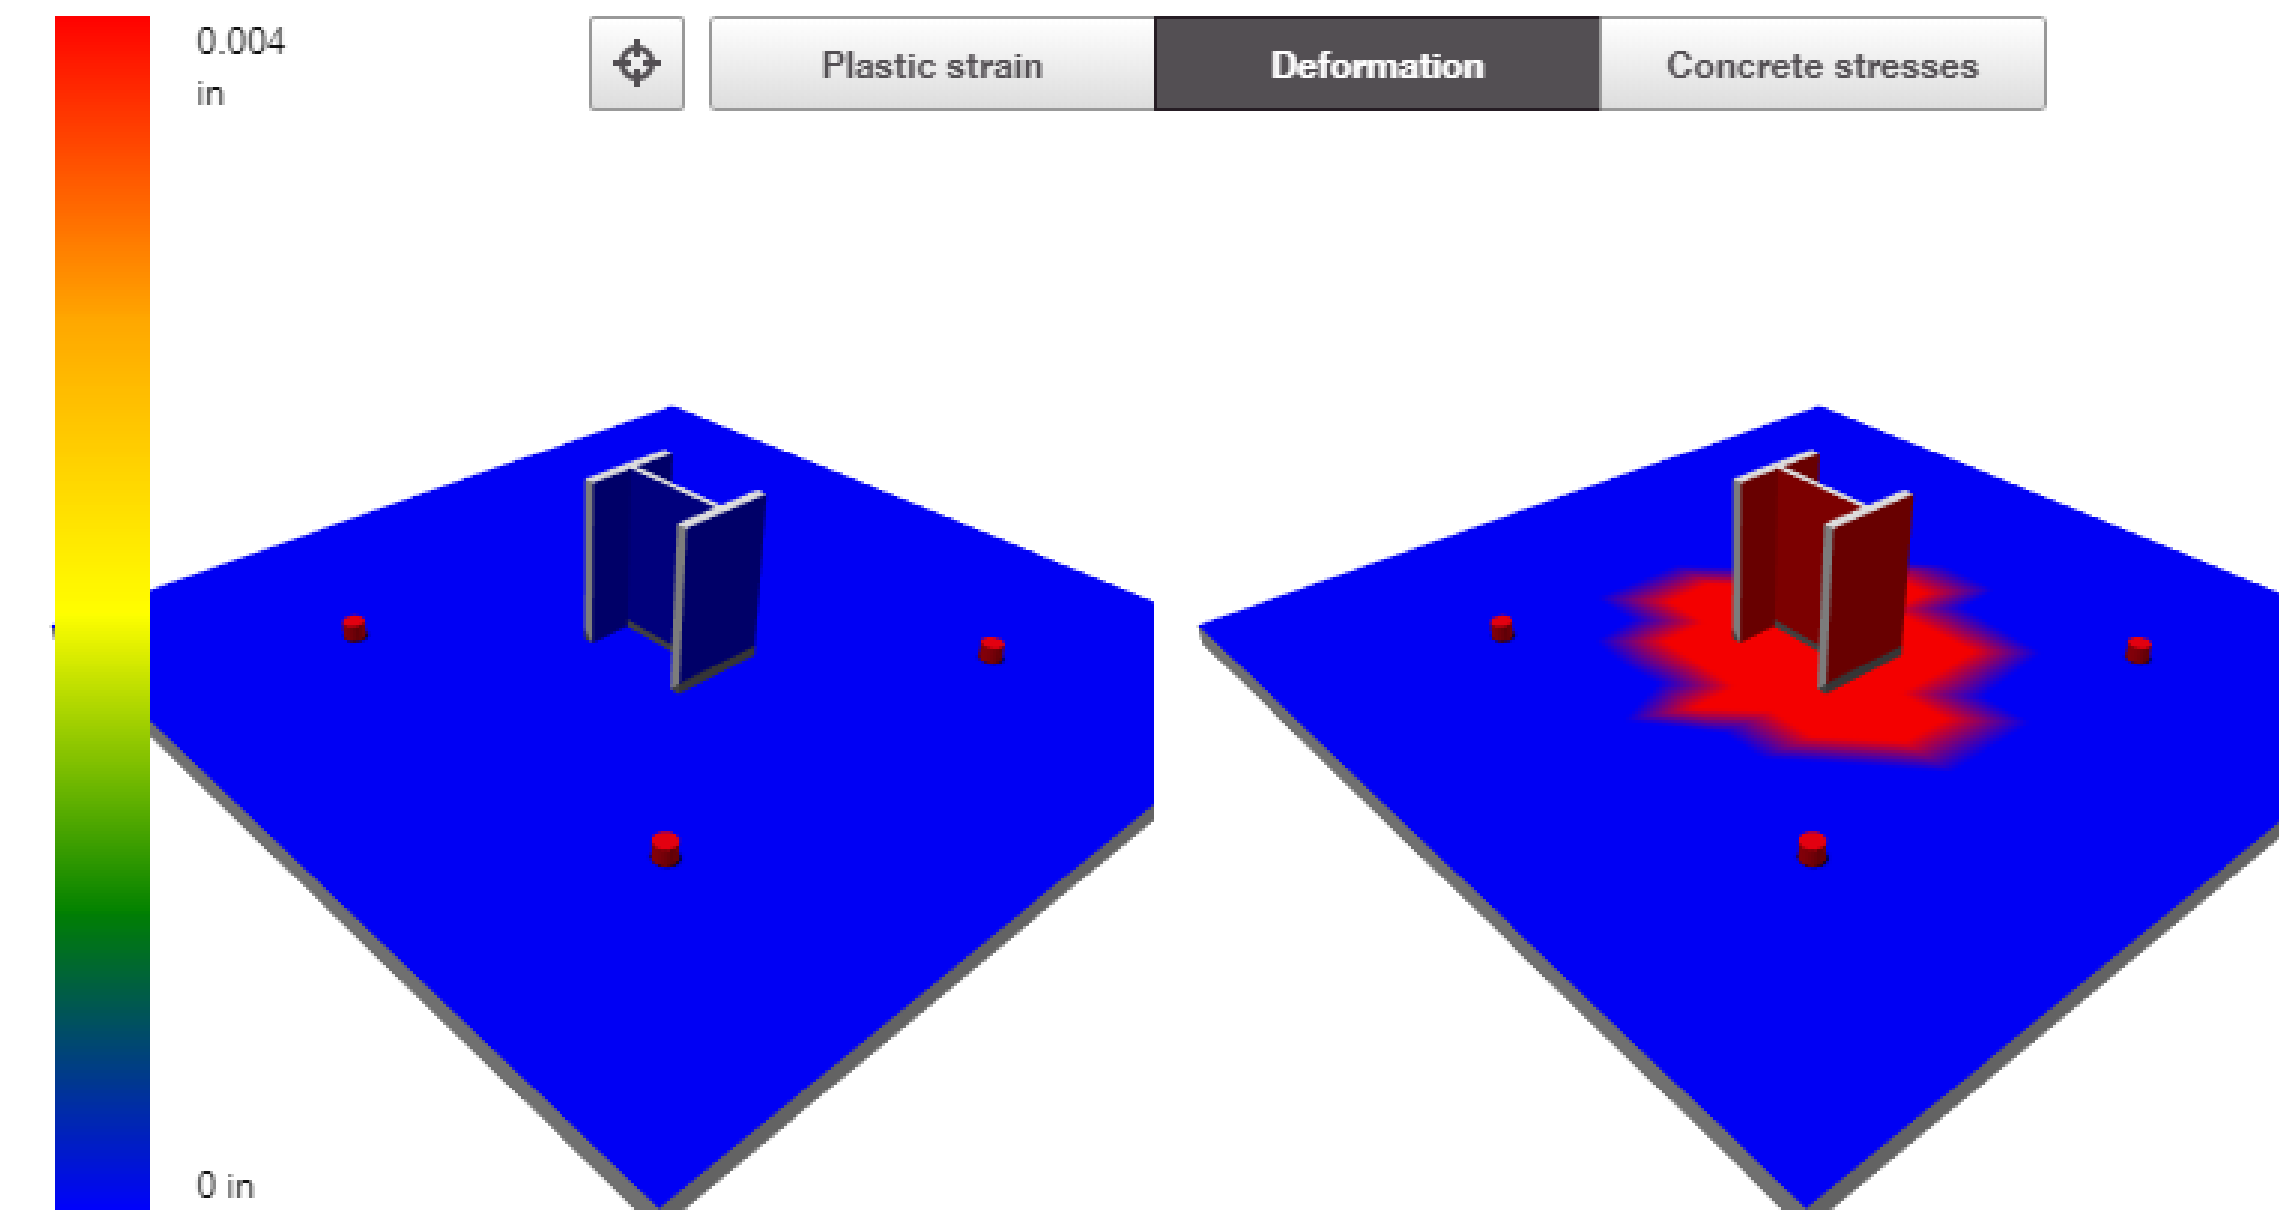 0.004
in
Plastic strain
Deformation
Concrete stresses
0 in